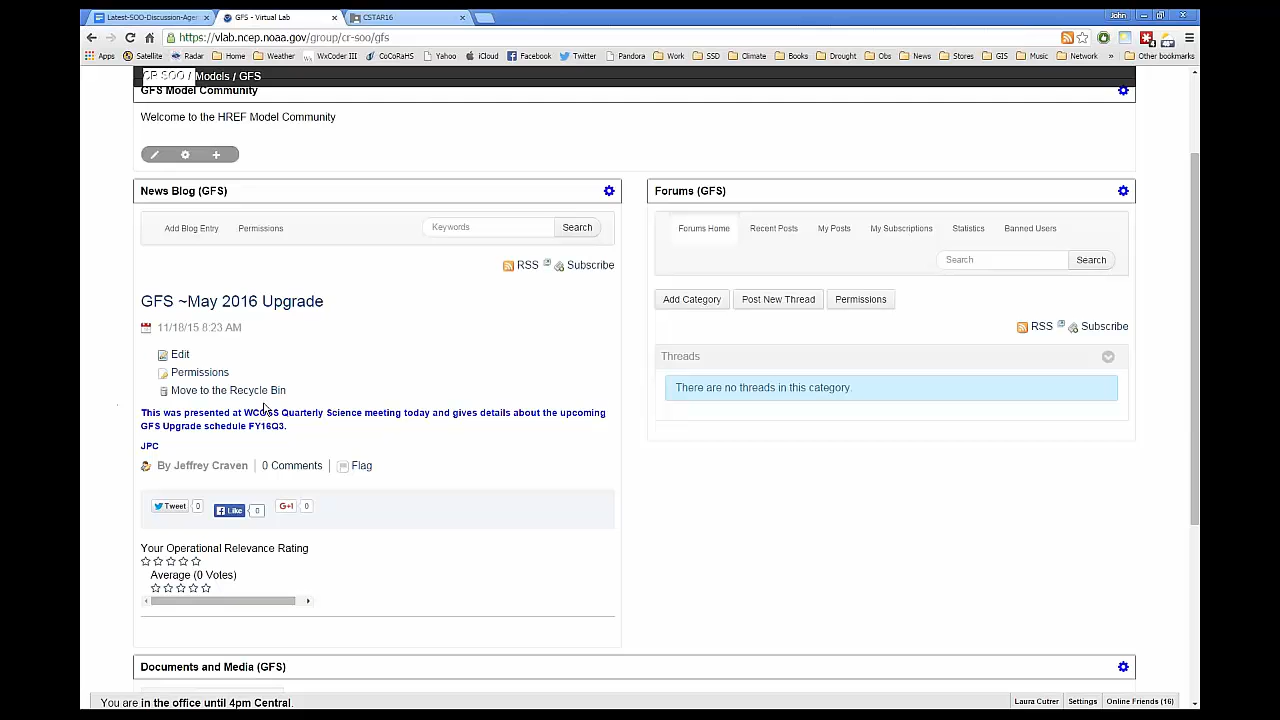 Latest-SOO-Discussion-Age
GFS - Virtual Lab
CSTAR16
John
https://vlab.ncep.noaa.gov/group/cr-soo/gfs
Apps Satellite Radar Home Weather WxCoder III CoCoRaHS Yahoo iCloud Facebook Twitter Pandora Work SSD Climate Books Drought Obs News Stores GIS Music Network » Other bookmarks
CR SOO / Models / GFS
GFS Model Community
Welcome to the HREF Model Community
News Blog (GFS)
Add Blog Entry Permissions Keywords Search
RSS Subscribe
GFS ~May 2016 Upgrade
11/18/15 8:23 AM
Edit
Permissions
Move to the Recycle Bin
This was presented at WCOSS Quarterly Science meeting today and gives details about the upcoming
GFS Upgrade schedule FY16Q3.
JPC
By Jeffrey Craven | 0 Comments | Flag
Tweet 0 Like 0 G+1 0
Your Operational Relevance Rating
Average (0 Votes)
Forums (GFS)
Forums Home Recent Posts My Posts My Subscriptions Statistics Banned Users
Search Search
Add Category Post New Thread Permissions
RSS Subscribe
Threads
There are no threads in this category.
Documents and Media (GFS)
You are in the office until 4pm Central.
Laura Cutrer Settings Online Friends (16)